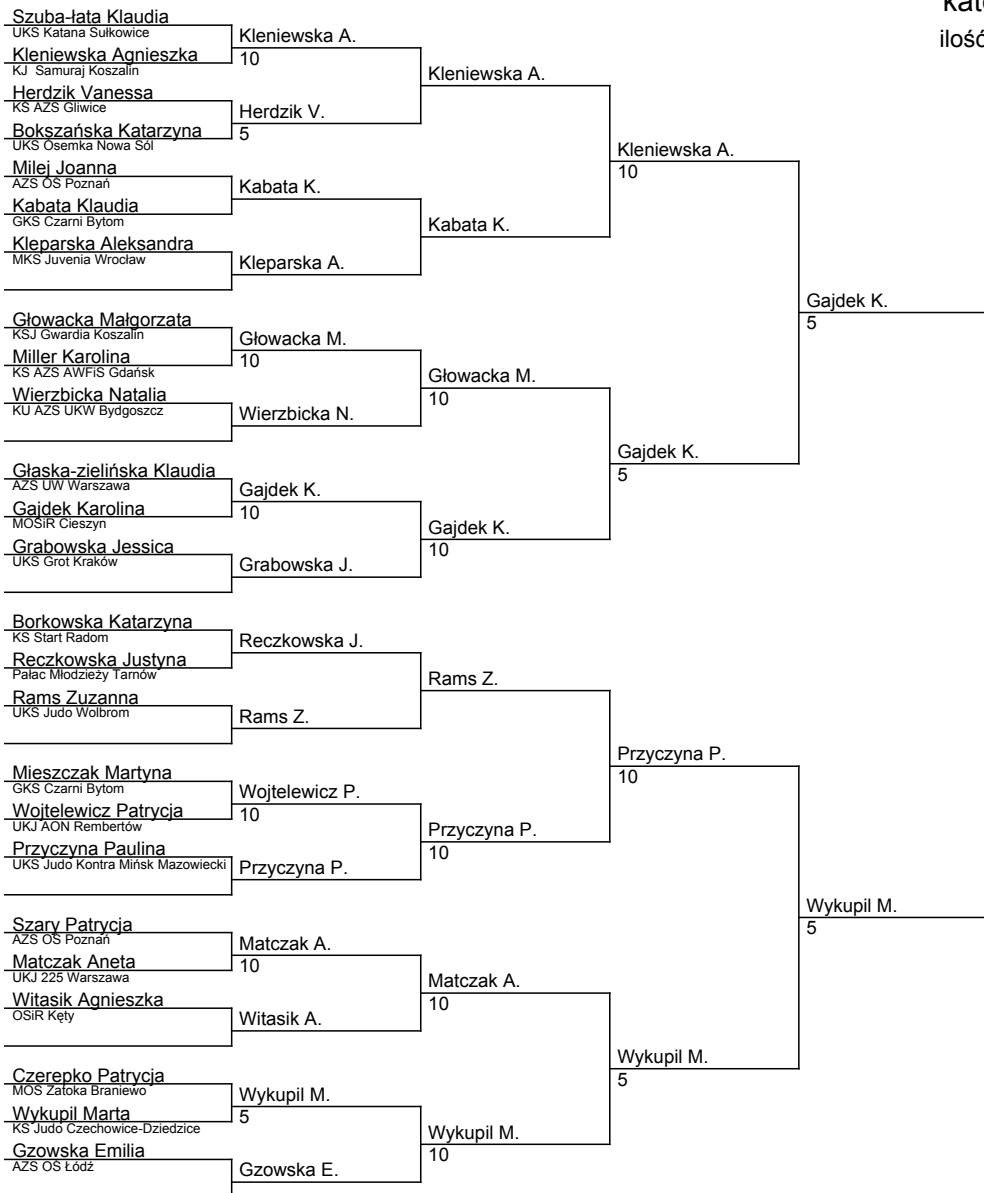 kat
ilość
Szuba-łata Klaudia
UKS Katana Sułkowice
Kleniewska Agnieszka
KJ Samuraj Koszalin
Herdzik Vanessa
KS AZS Gliwice
Bokszańska Katarzyna
UKS Ósemka Nowa Sól
Milej Joanna
AZS OŚ Poznań
Kabata Klaudia
GKS Czarni Bytom
Kleparska Aleksandra
MKS Juvenia Wrocław
Głowacka Małgorzata
KSJ Gwardia Koszalin
Miller Karolina
KS AZS AWFiS Gdańsk
Wierzbicka Natalia
KU AZS UKW Bydgoszcz
Głaska-zielińska Klaudia
AZS UW Warszawa
Gajdek Karolina
MOSiR Cieszyn
Grabowska Jessica
UKS Grot Kraków
Borkowska Katarzyna
KS Start Radom
Reczkowska Justyna
Pałac Młodzieży Tarnów
Rams Zuzanna
UKS Judo Wolbrom
Mieszczak Martyna
GKS Czarni Bytom
Wojtelewicz Patrycja
UKJ AON Rembertów
Przyczyna Paulina
UKS Judo Kontra Mińsk Mazowiecki
Szary Patrycja
AZS OŚ Poznań
Matczak Aneta
UKJ 225 Warszawa
Witasik Agnieszka
OSiR Kęty
Czerepko Patrycja
MOS Zatoka Braniewo
Wykupil Marta
KS Judo Czechowice-Dziedzice
Gzowska Emilia
AZS OŚ Łódź
Kleniewska A.
10
Herdzik V.
5
Kabata K.
Kleparska A.
Głowacka M.
10
Wierzbicka N.
Gajdek K.
10
Grabowska J.
Reczkowska J.
Rams Z.
Wojtelewicz P.
10
Przyczyna P.
Matczak A.
10
Witasik A.
Wykupil M.
5
Gzowska E.
Kleniewska A.
Kabata K.
Głowacka M.
10
Gajdek K.
10
Rams Z.
Przyczyna P.
10
Matczak A.
10
Wykupil M.
10
Kleniewska A.
10
Gajdek K.
5
Przyczyna P.
10
Wykupil M.
5
Gajdek K.
5
Wykupil M.
5